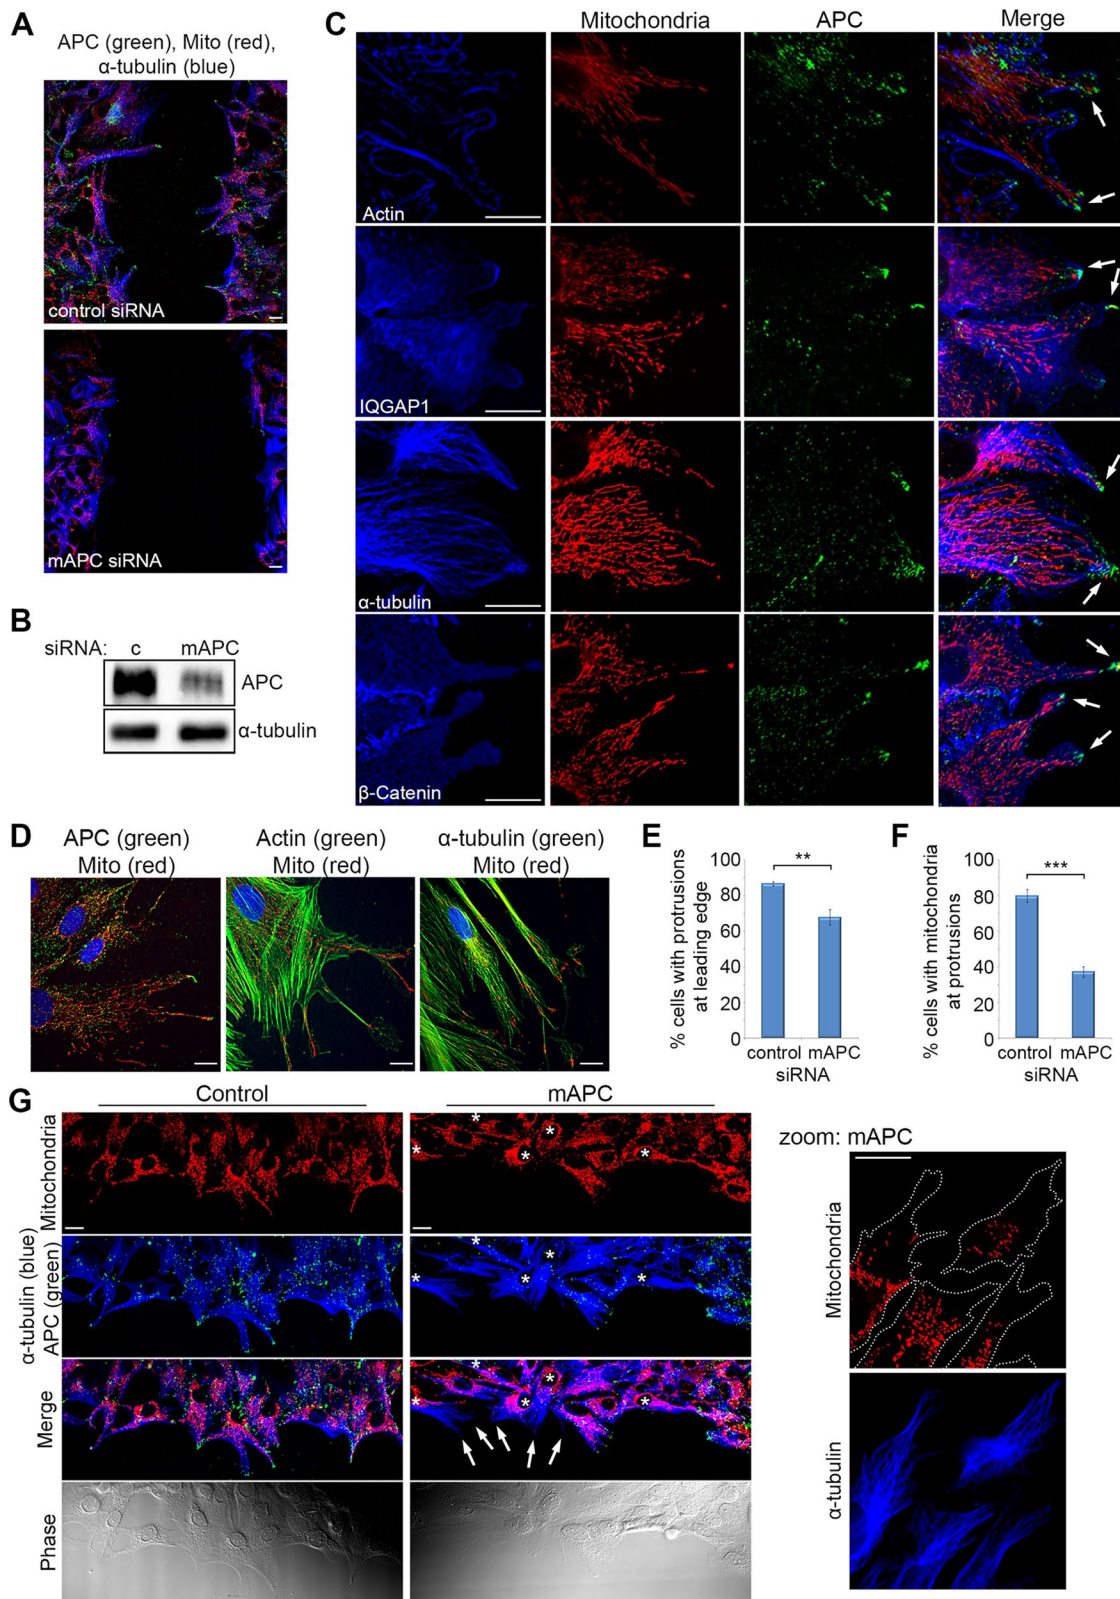 A
APC (green), Mito (red),
α-tubulin (blue)
control siRNA
mAPC siRNA
B
siRNA: c mAPC
APC
α-tubulin
C
Mitochondria APC Merge
Actin
IQGAP1
α-tubulin
β-Catenin
D
APC (green)
Mito (red)
Actin (green)
Mito (red)
α-tubulin (green)
Mito (red)
E
% cells with protrusions
at leading edge
100
80
60
40
20
0
**
control mAPC
siRNA
F
% cells with mitochondria
at protrusions
100
80
60
40
20
0
***
control mAPC
siRNA
G
Control mAPC
Mitochondria
* * * * *
α-tubulin (blue)
APC (green)
* * * * *
Merge
* * * * *
Phase
zoom: mAPC
Mitochondria
α-tubulin